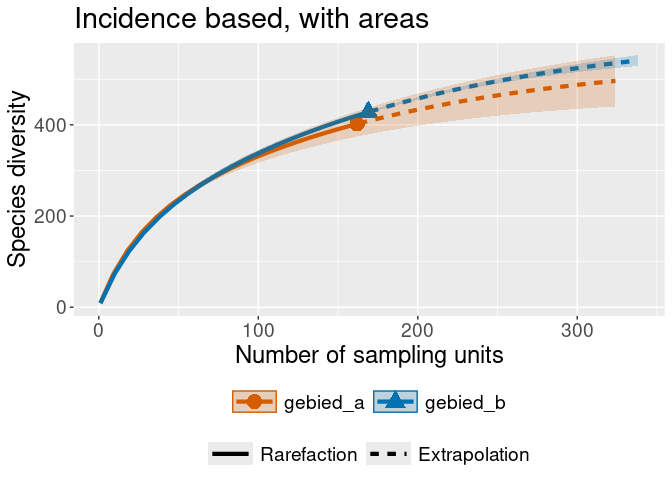 Incidence based, with areas
Species diversity
400
200
0
0 100 200 300
Number of sampling units
gebied_a gebied_b
Rarefaction Extrapolation